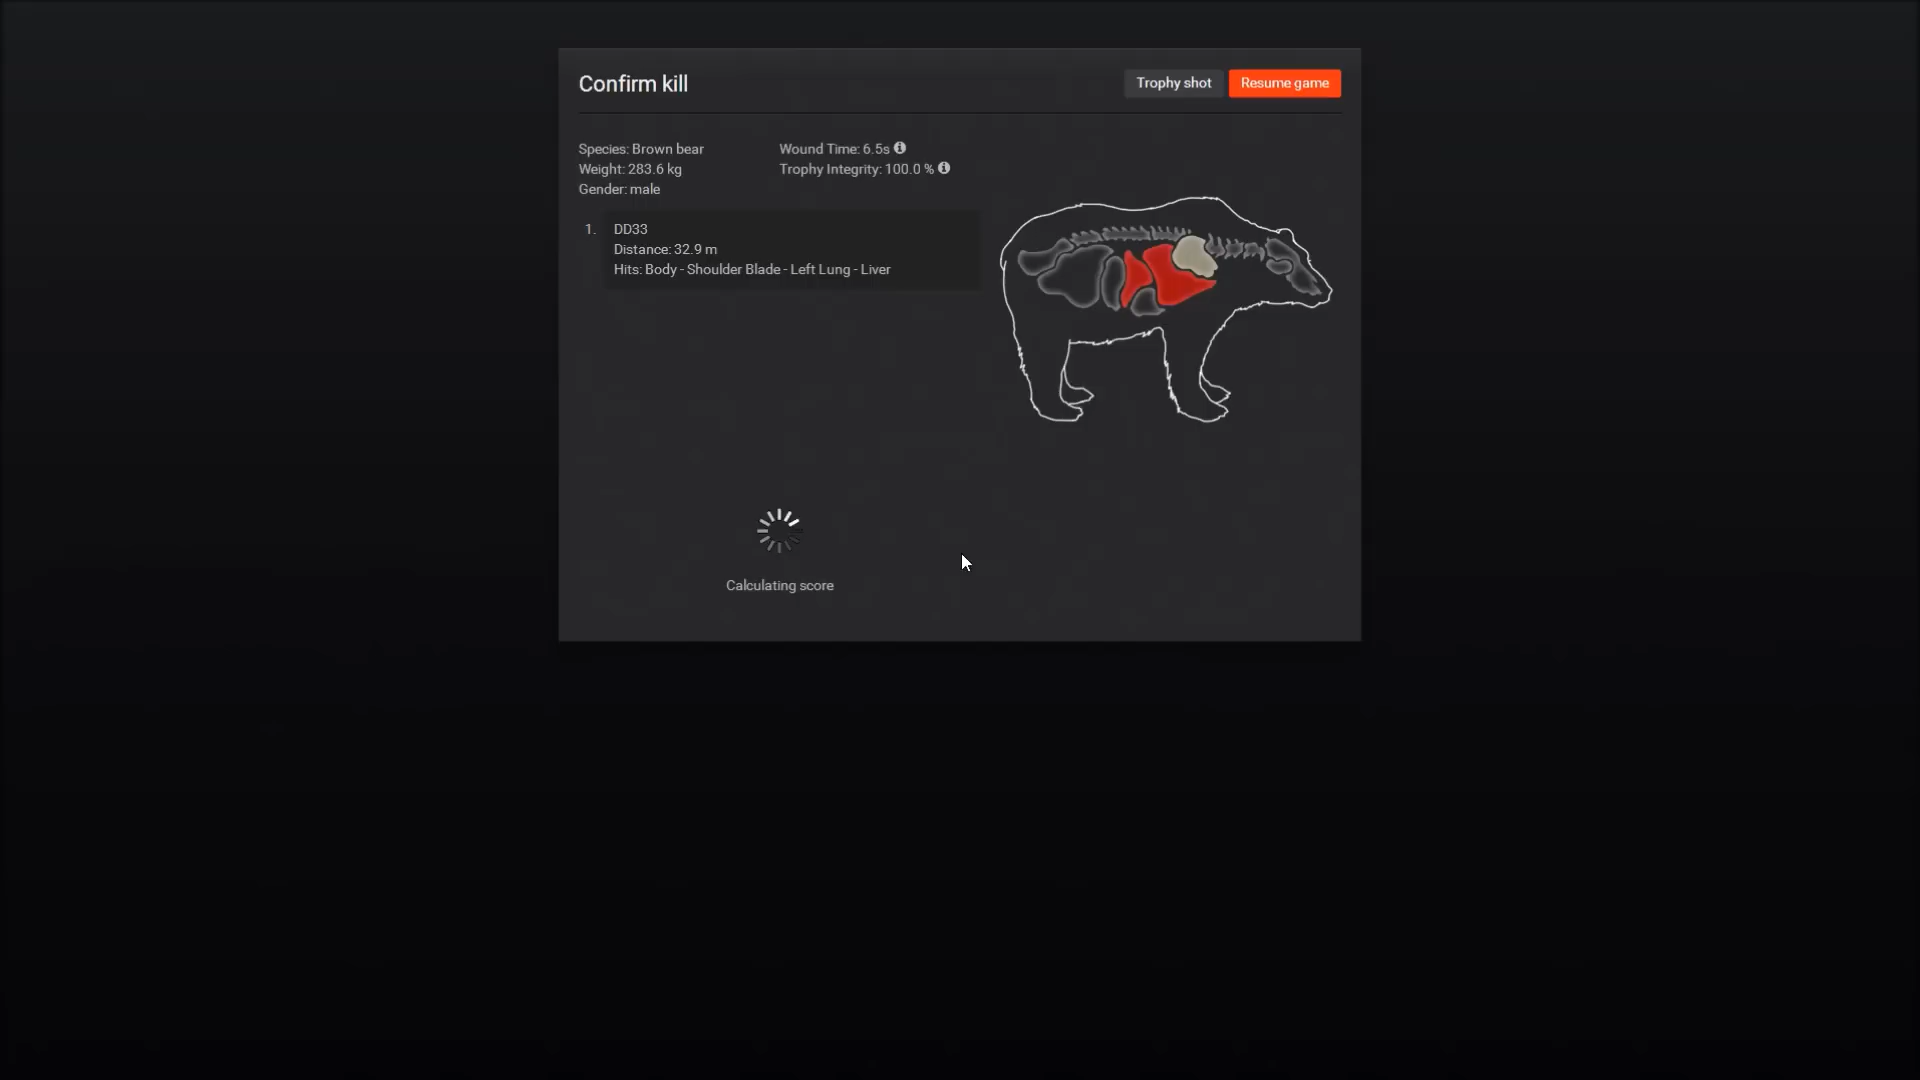 Confirm kill
Trophy shot
Resume game
Species: Brown bear
Weight: 283.6 kg
Gender: male
Wound Time: 6.5s
Trophy Integrity: 100.0 %
1. DD33
Distance: 32.9 m
Hits: Body - Shoulder Blade - Left Lung - Liver
Calculating score